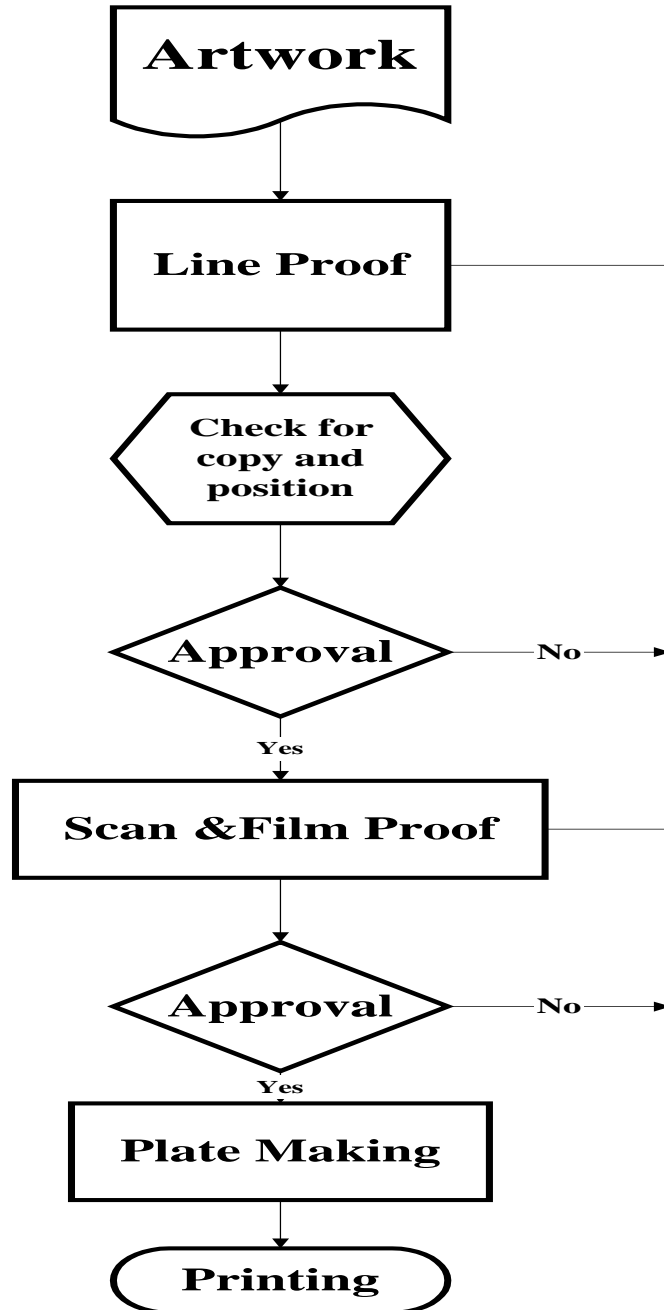 Artwork
Line Proof
Check for
copy and
position
Approval
No
Yes
Scan &Film Proof
Approval
No
Yes
Plate Making
Printing